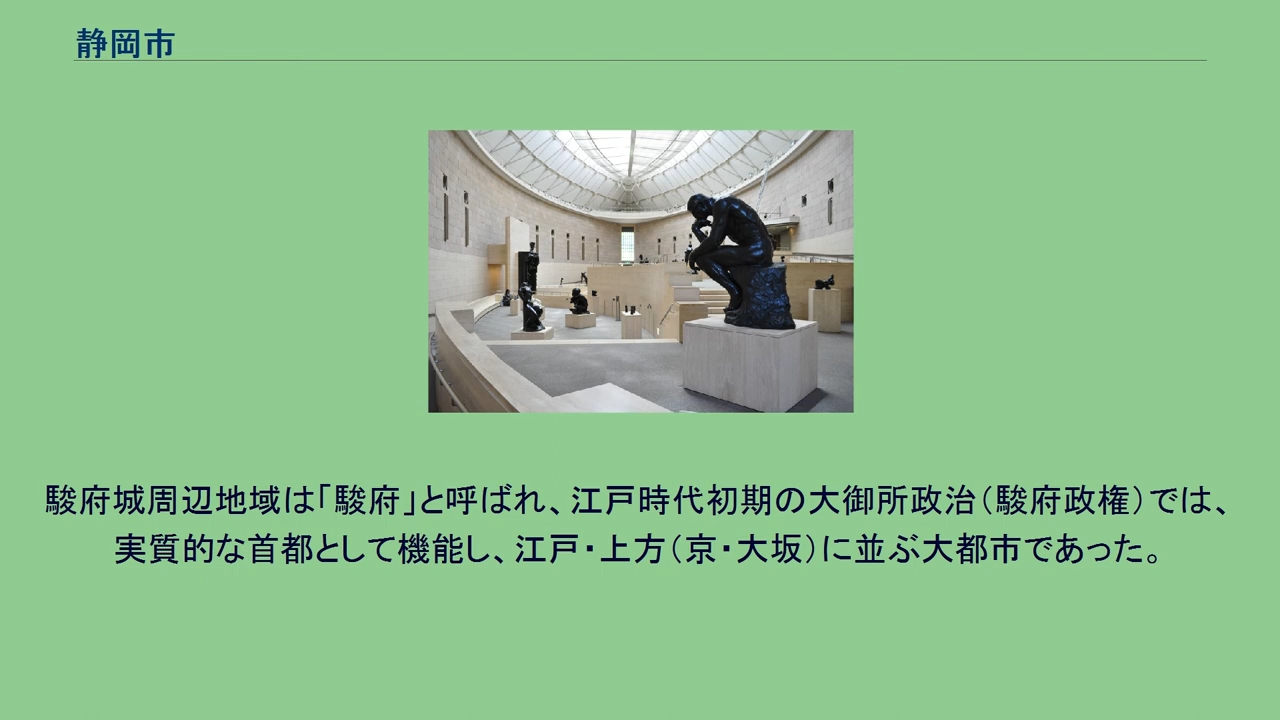 静岡市
駿府城周辺地域は「駿府」と呼ばれ、江戸時代初期の大御所政治（駿府政権）では、
実質的な首都として機能し、江戸・上方（京・大坂）に並ぶ大都市であった。